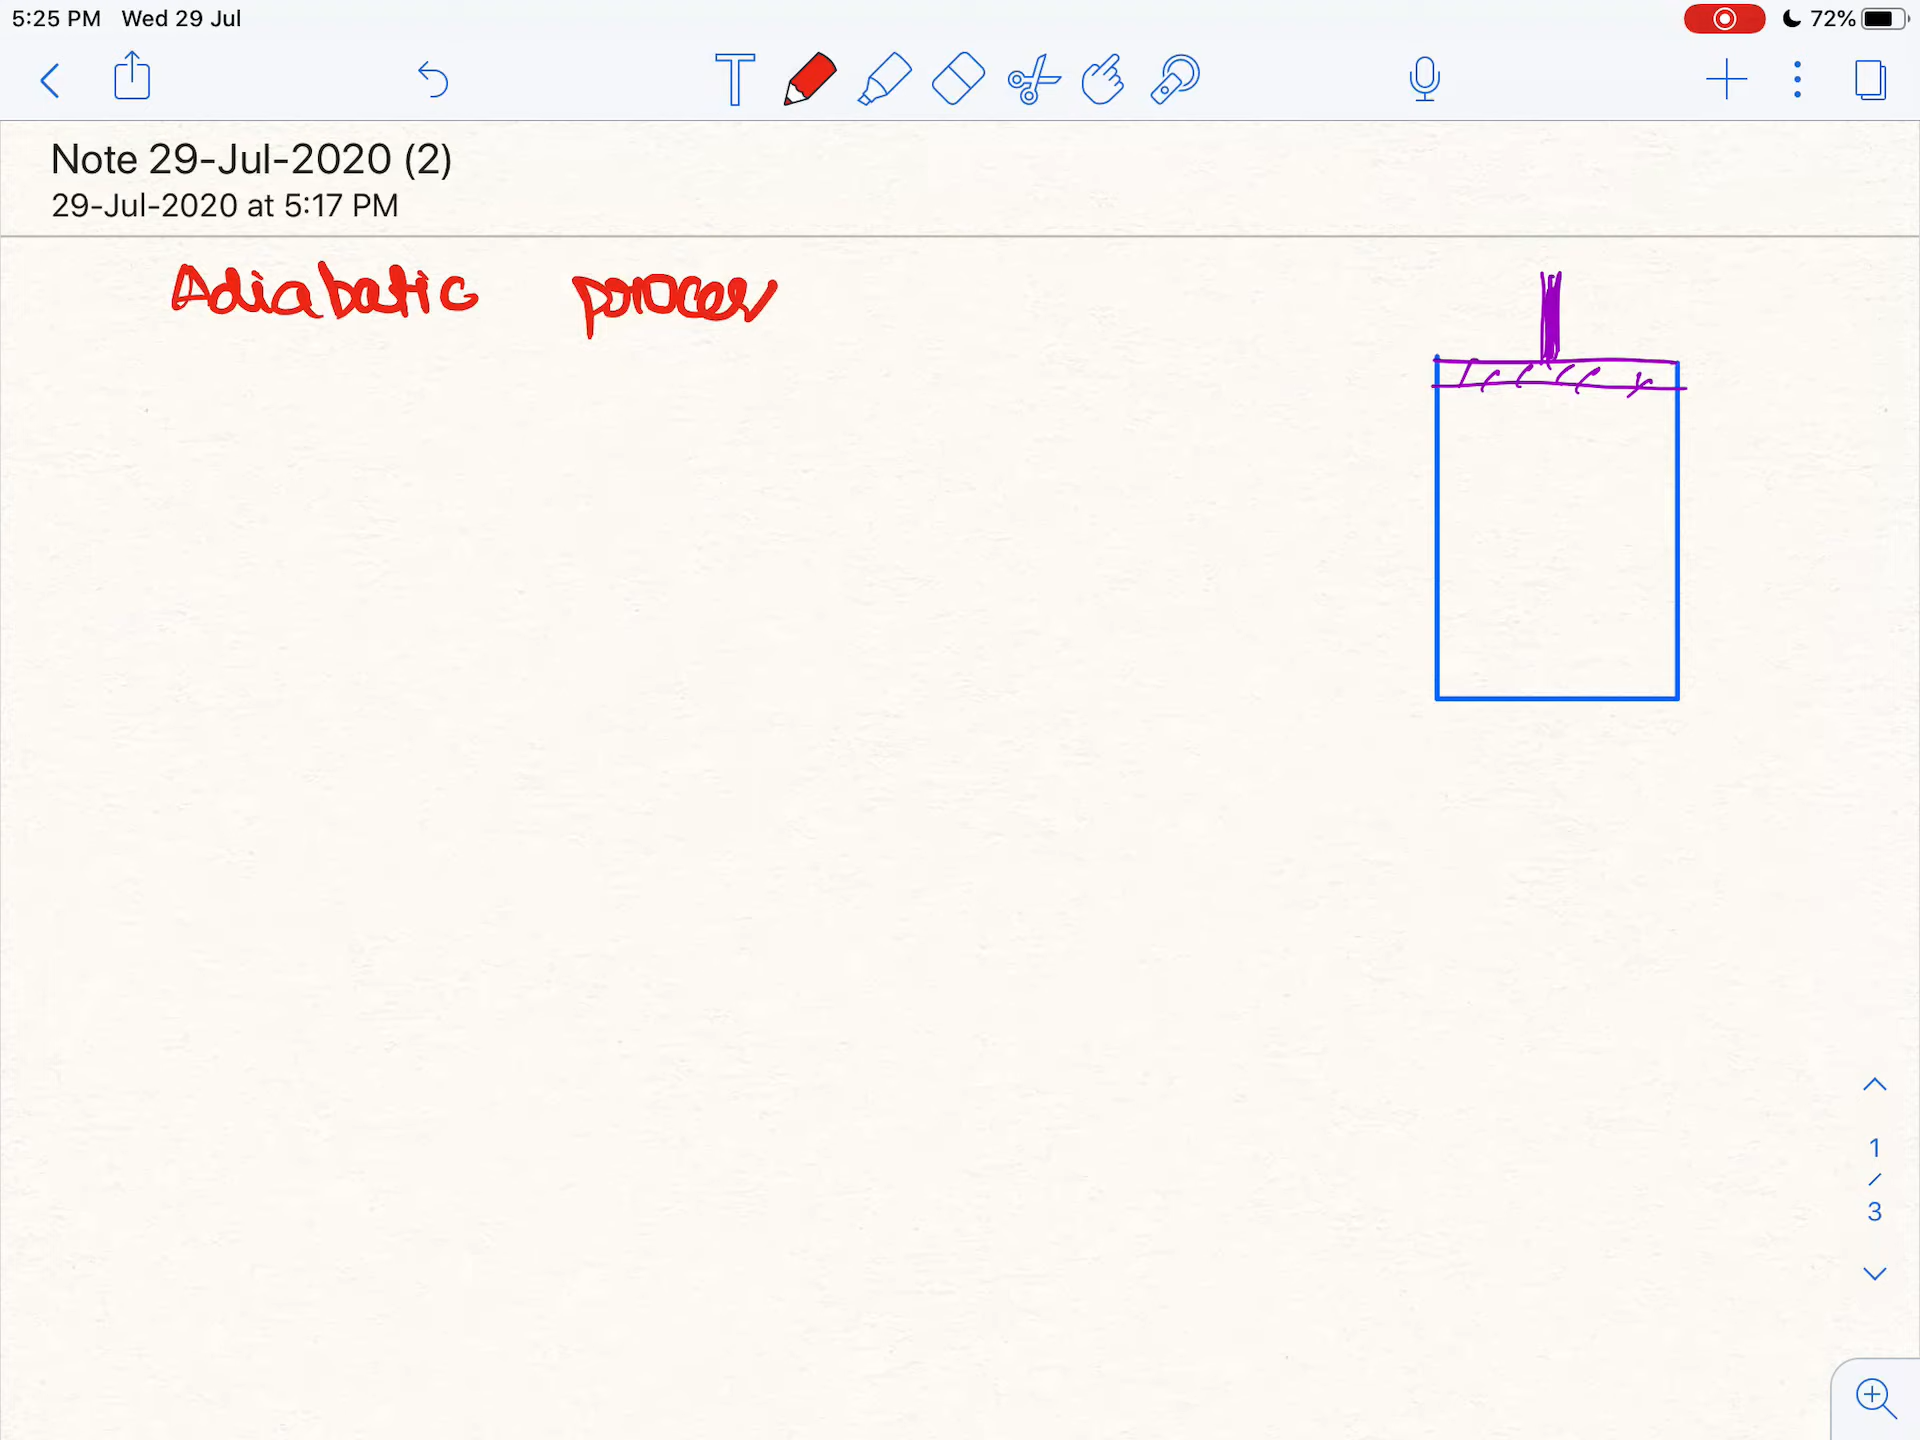 5:25 PM Wed 29 Jul
72%
Note 29-Jul-2020 (2)
29-Jul-2020 at 5:17 PM
Adiabatic process
1
/
3